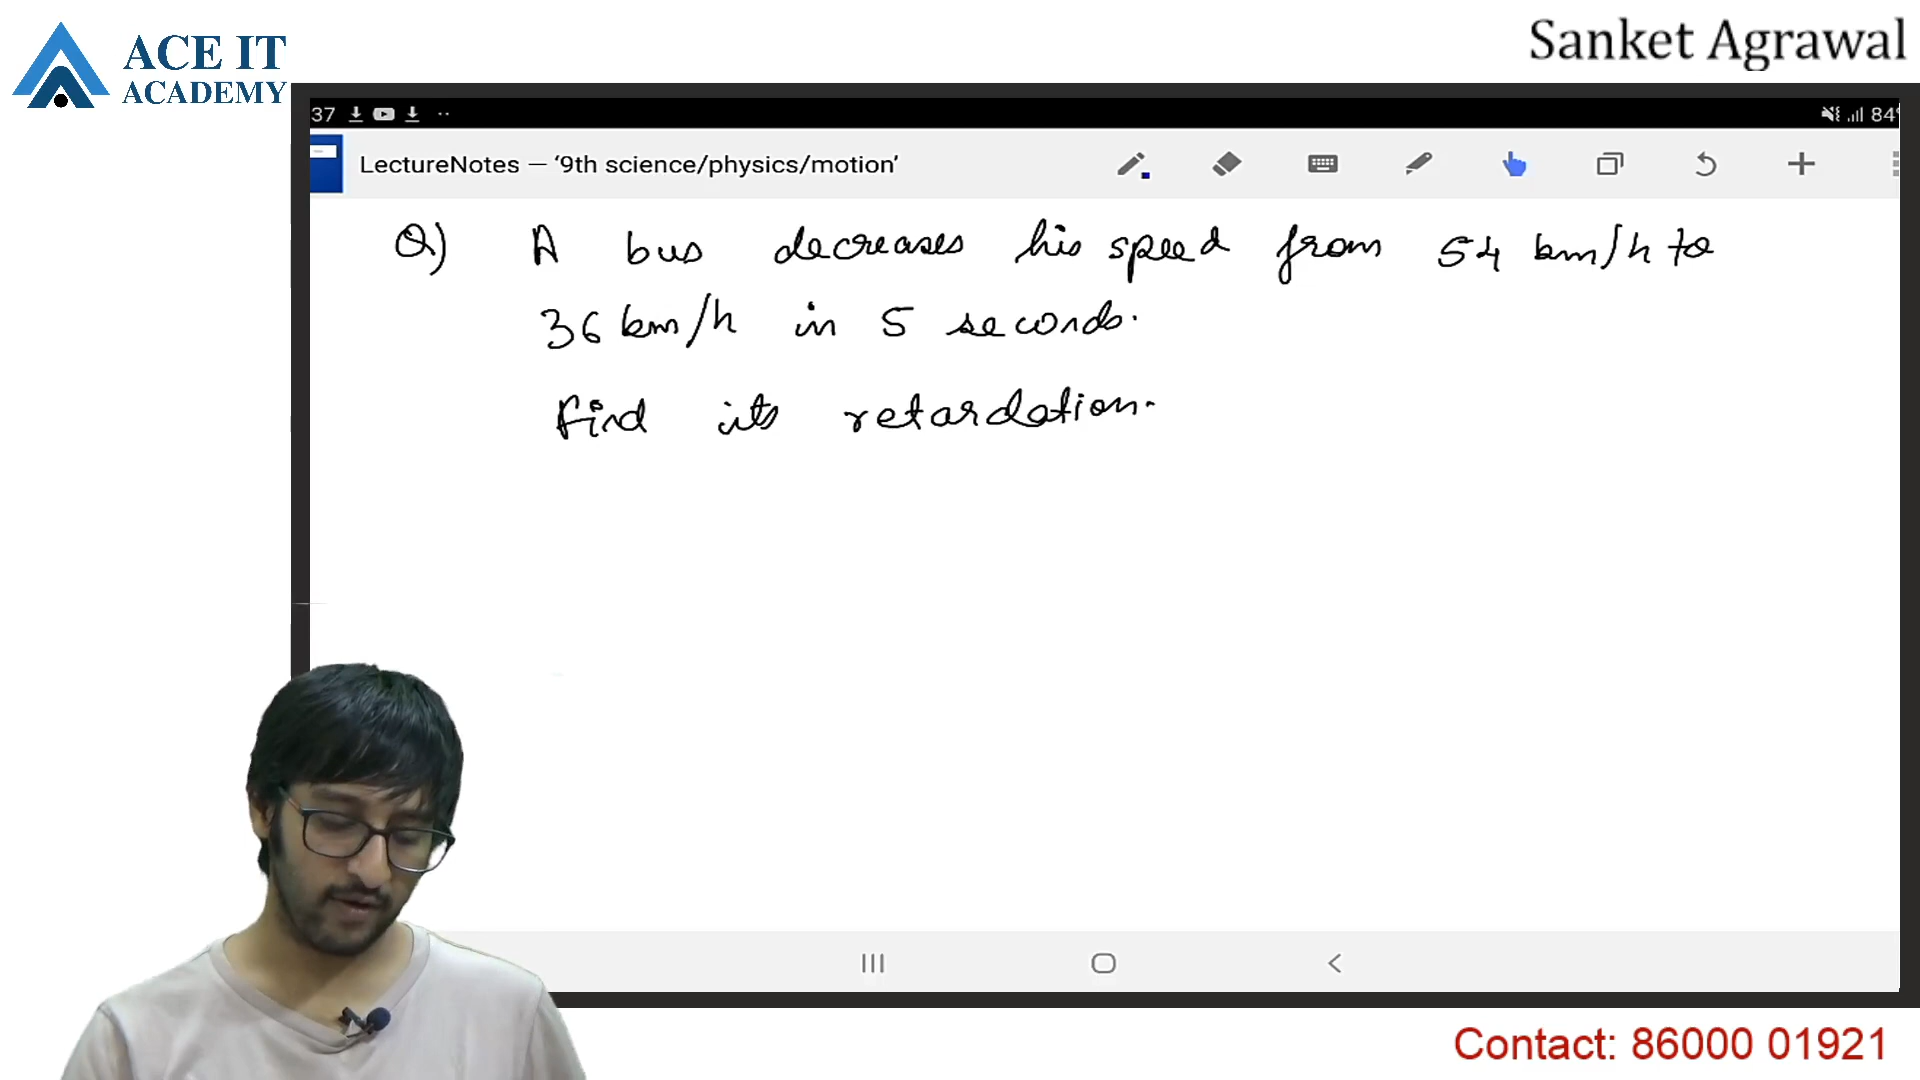 ACE IT
ACADEMY
Sanket Agrawal
37
84
LectureNotes — ‘9th science/physics/motion’
Q) A bus decreases his speed from 54 km/h to
36 km/h in 5 seconds.
Find its retardation.
Contact: 86000 01921